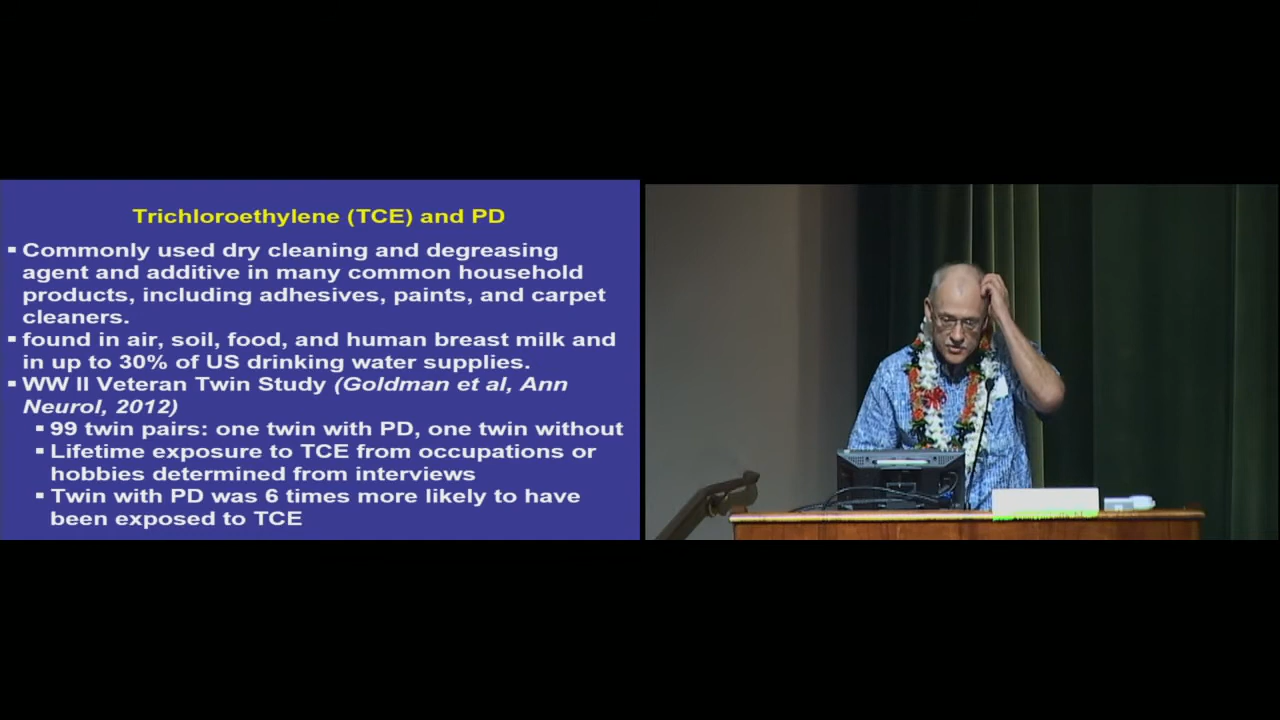 Trichloroethylene (TCE) and PD
▪ Commonly used dry cleaning and degreasing
agent and additive in many common household
products, including adhesives, paints, and carpet
cleaners.
▪ found in air, soil, food, and human breast milk and
in up to 30% of US drinking water supplies.
▪ WW II Veteran Twin Study (Goldman et al, Ann
Neurol, 2012)
▪ 99 twin pairs: one twin with PD, one twin without
▪ Lifetime exposure to TCE from occupations or
hobbies determined from interviews
▪ Twin with PD was 6 times more likely to have
been exposed to TCE